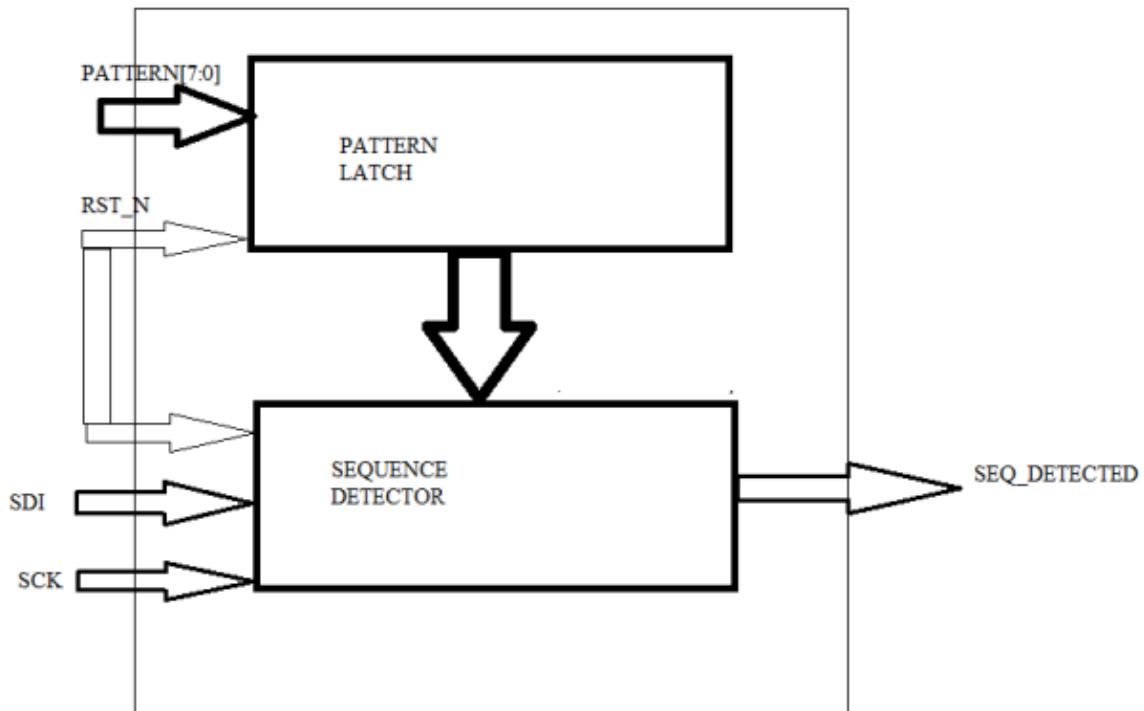 PATTERN[7:0]
PATTERN
LATCH
RST_N
SEQUENCE
DETECTOR
SEQ_DETECTED
SDI
SCK